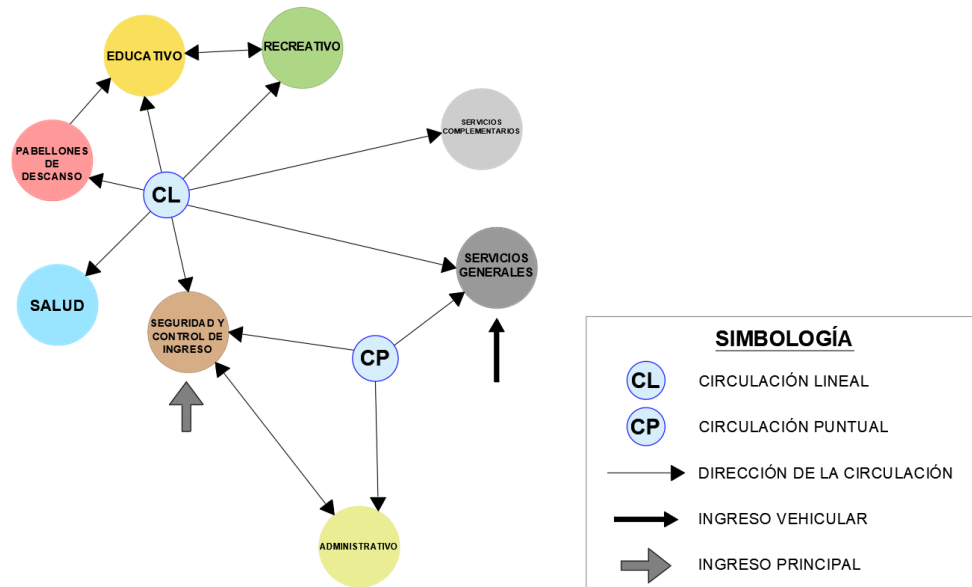 EDUCATIVO
RECREATIVO
SERVICIOS
COMPLEMENTARIOS
PABELLONES
DE
DESCANSO
CL
SERVICIOS
GENERALES
SALUD
SEGURIDAD Y
CONTROL DE
INGRESO
CP
ADMINISTRATIVO
SIMBOLOGÍA
CL CIRCULACIÓN LINEAL
CP CIRCULACIÓN PUNTUAL
DIRECCIÓN DE LA CIRCULACIÓN
INGRESO VEHICULAR
INGRESO PRINCIPAL